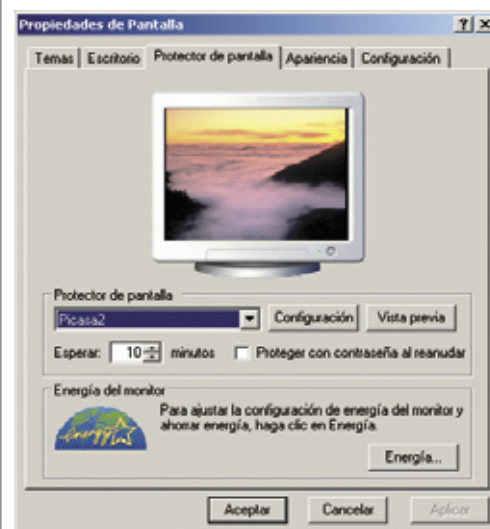 Propiedades de Pantalla
Temas Escritorio Protector de pantalla Apariencia Configuración
Protector de pantalla
Picasa2 Configuración Vista previa
Esperar: 10 minutos Proteger con contraseña al reanudar
Energía del monitor
Para ajustar la configuración de energía del monitor y
ahorrar energía, haga clic en Energía.
energy
Energía...
Aceptar Cancelar Aplicar